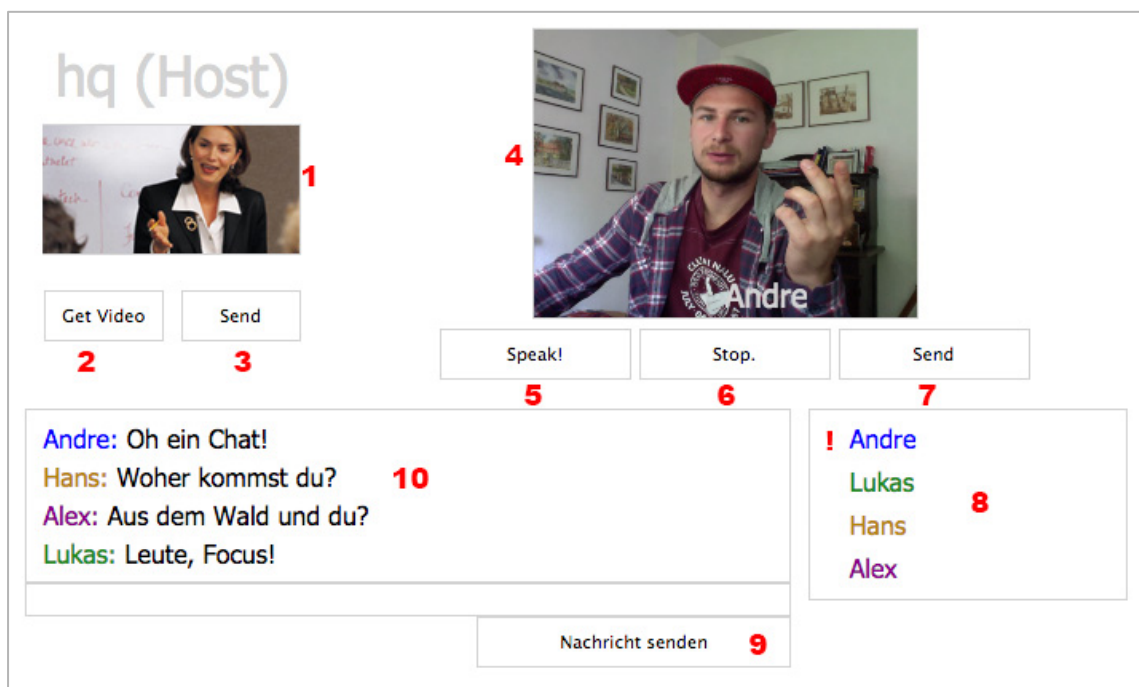 hq (Host)
1
Get Video
Send
2
3
4
Andre
Speak!
Stop.
Send
5
6
7
Andre: Oh ein Chat!
Hans: Woher kommst du?
10
Alex: Aus dem Wald und du?
Lukas: Leute, Focus!
! Andre
Lukas
8
Hans
Alex
Nachricht senden
9